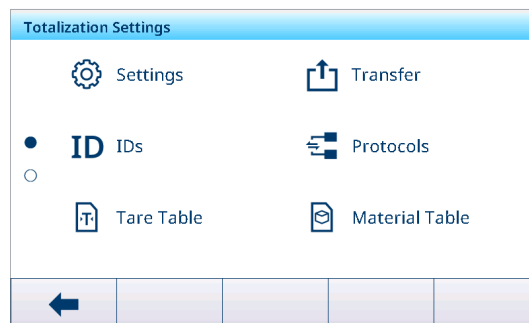 Totalization Settings
Settings
Transfer
ID IDs
Protocols
T Tare Table
Material Table